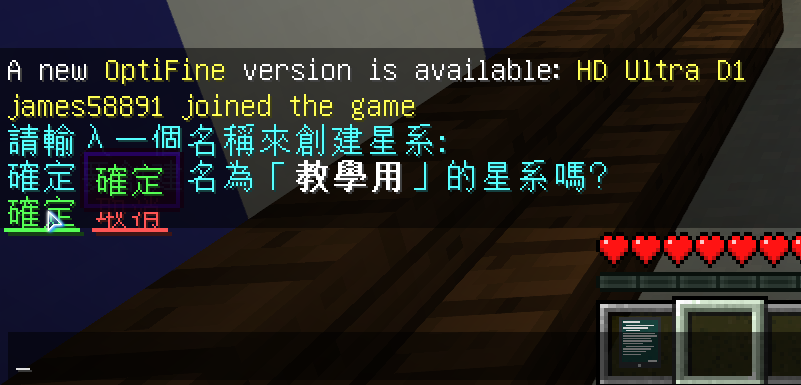 A new OptiFine version is available: HD Ultra D1
james58891 joined the game
請輸入一個名稱來創建星系:
確定 名為「教學用」的星系嗎?
確定
確定